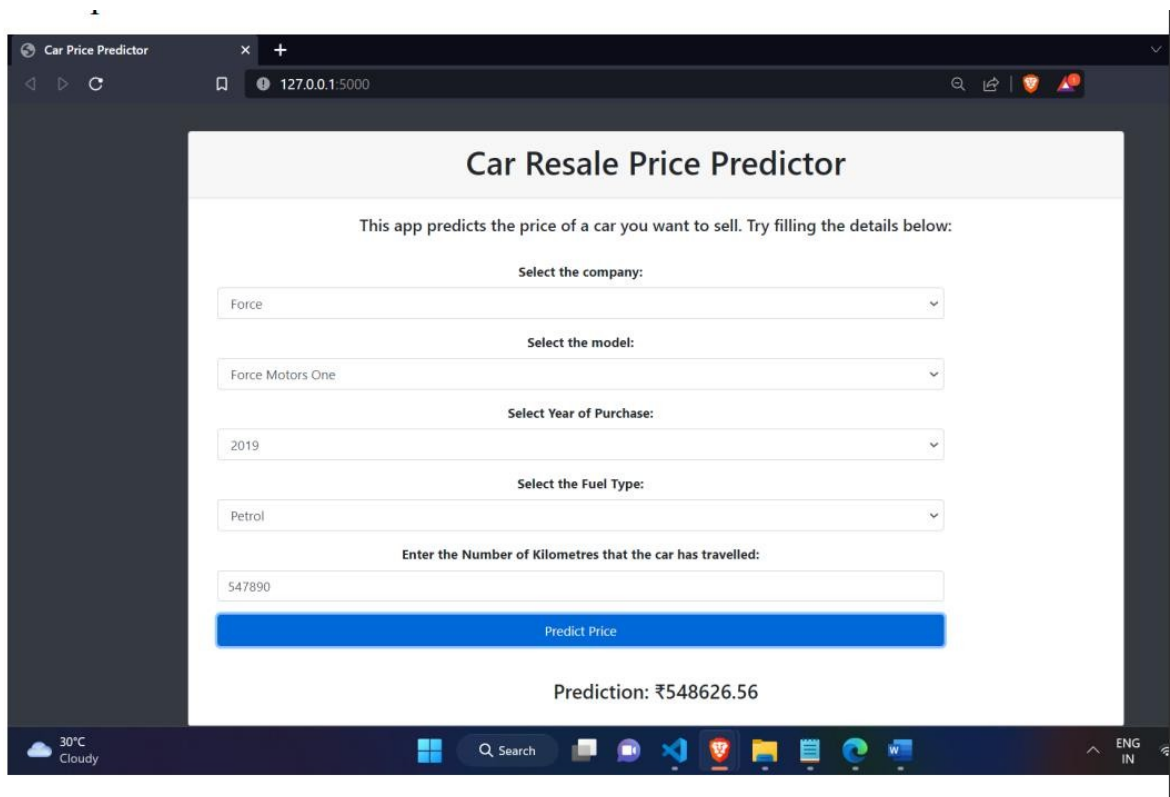 Car Price Predictor
127.0.0.1:5000
Car Resale Price Predictor
This app predicts the price of a car you want to sell. Try filling the details below:
Select the company:
Force
Select the model:
Force Motors One
Select Year of Purchase:
2019
Select the Fuel Type:
Petrol
Enter the Number of Kilometres that the car has travelled:
547890
Predict Price
Prediction: ₹548626.56
30°C
Cloudy
Search
ENG
IN